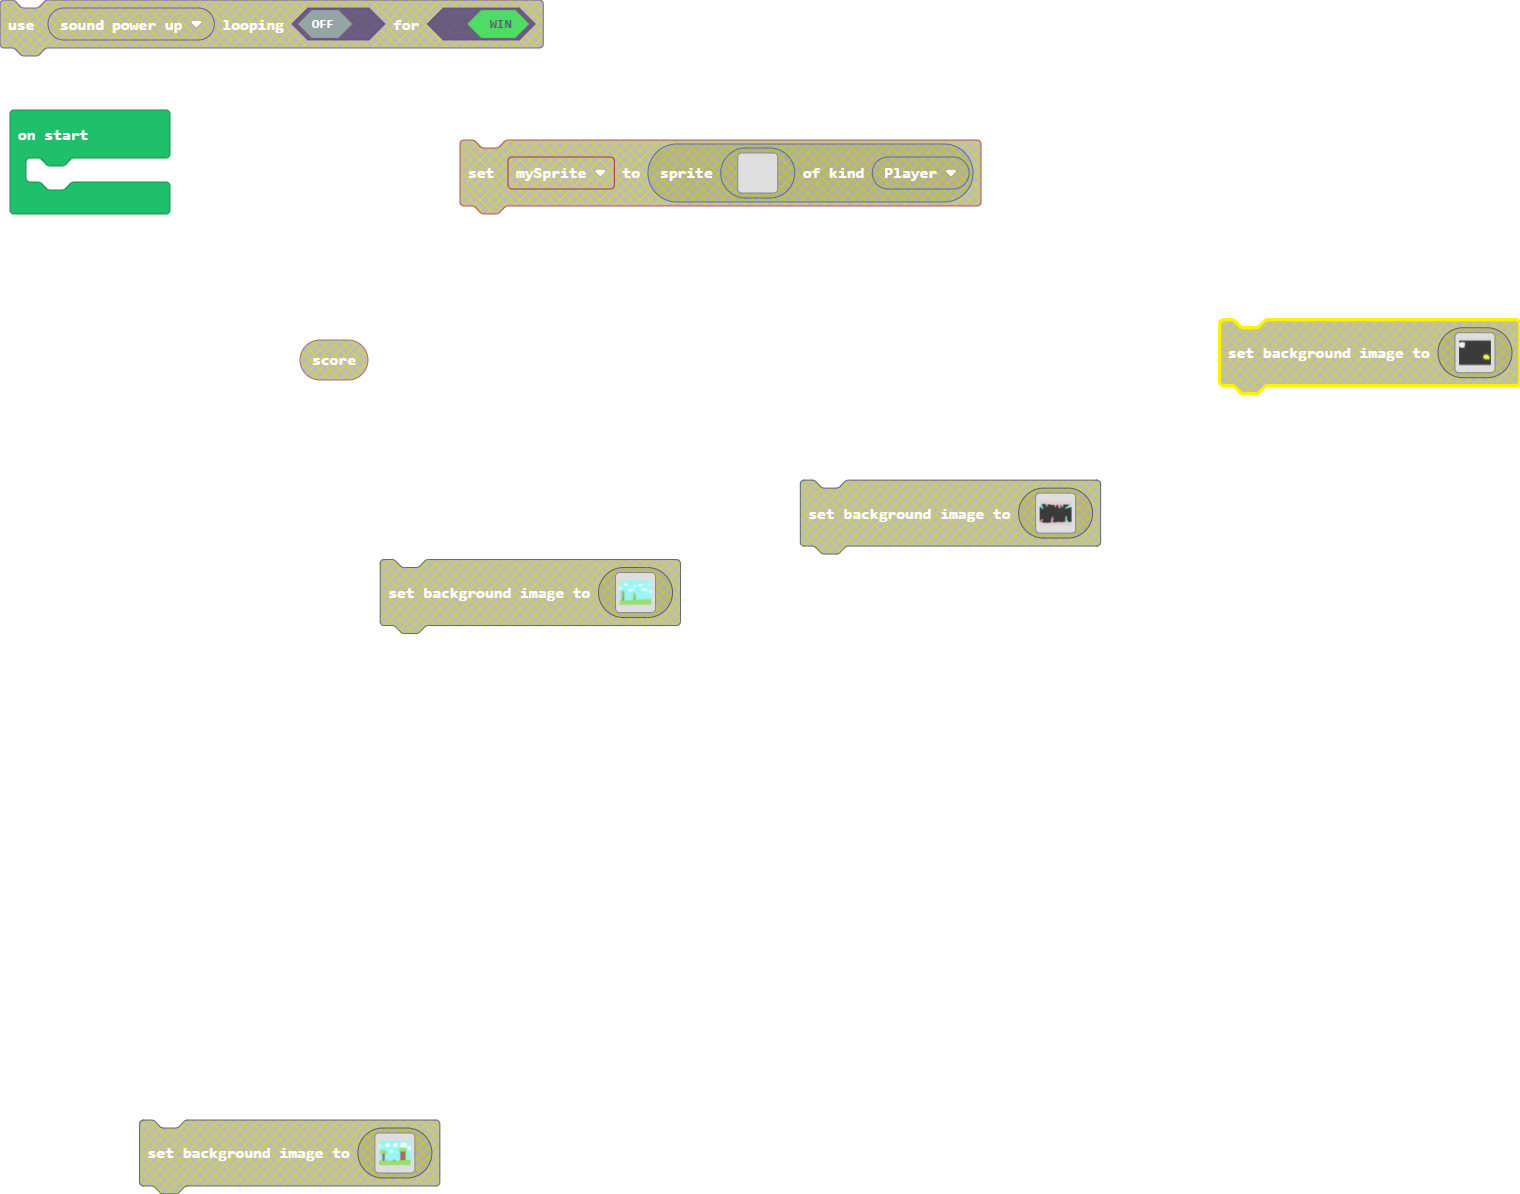 use sound power up looping OFF for WIN
on start
set mySprite to sprite of kind Player
score
set background image to
set background image to
set background image to
set background image to